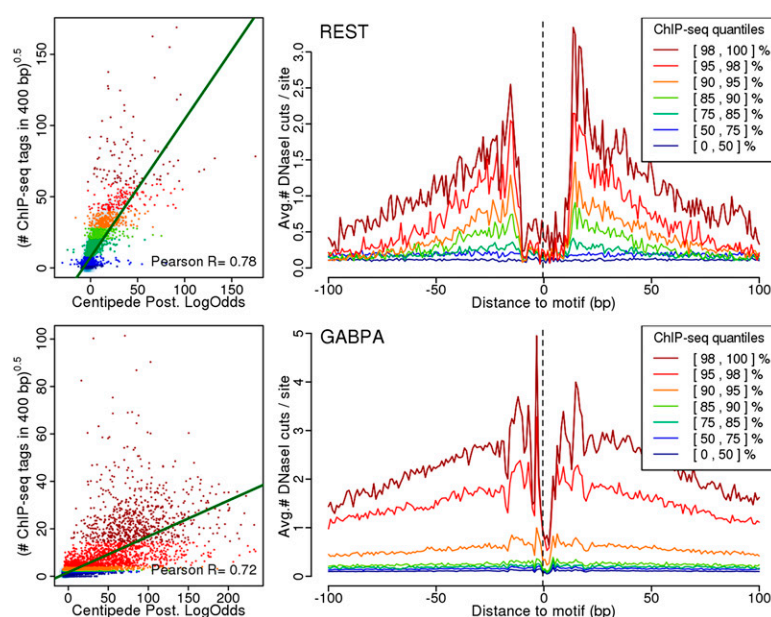 (# ChIP-seq tags in 400 bp)^0.5
150
100
50
0
0 50 100 150
Pearson R= 0.78
Centipede Post. LogOdds
REST
Avg.# DNaseI cuts / site
3.0
2.5
2.0
1.5
1.0
0.5
0.0
-100 -50 0 50 100
Distance to motif (bp)
ChIP-seq quantiles
[ 98 , 100 ] %
[ 95 , 98 ] %
[ 90 , 95 ] %
[ 85 , 90 ] %
[ 75 , 85 ] %
[ 50 , 75 ] %
[ 0 , 50 ] %
(# ChIP-seq tags in 400 bp)^0.5
100
80
60
40
20
0
0 50 100 150 200
Pearson R= 0.72
Centipede Post. LogOdds
GABPA
Avg.# DNaseI cuts / site
5
4
3
2
1
0
-100 -50 0 50 100
Distance to motif (bp)
ChIP-seq quantiles
[ 98 , 100 ] %
[ 95 , 98 ] %
[ 90 , 95 ] %
[ 85 , 90 ] %
[ 75 , 85 ] %
[ 50 , 75 ] %
[ 0 , 50 ] %